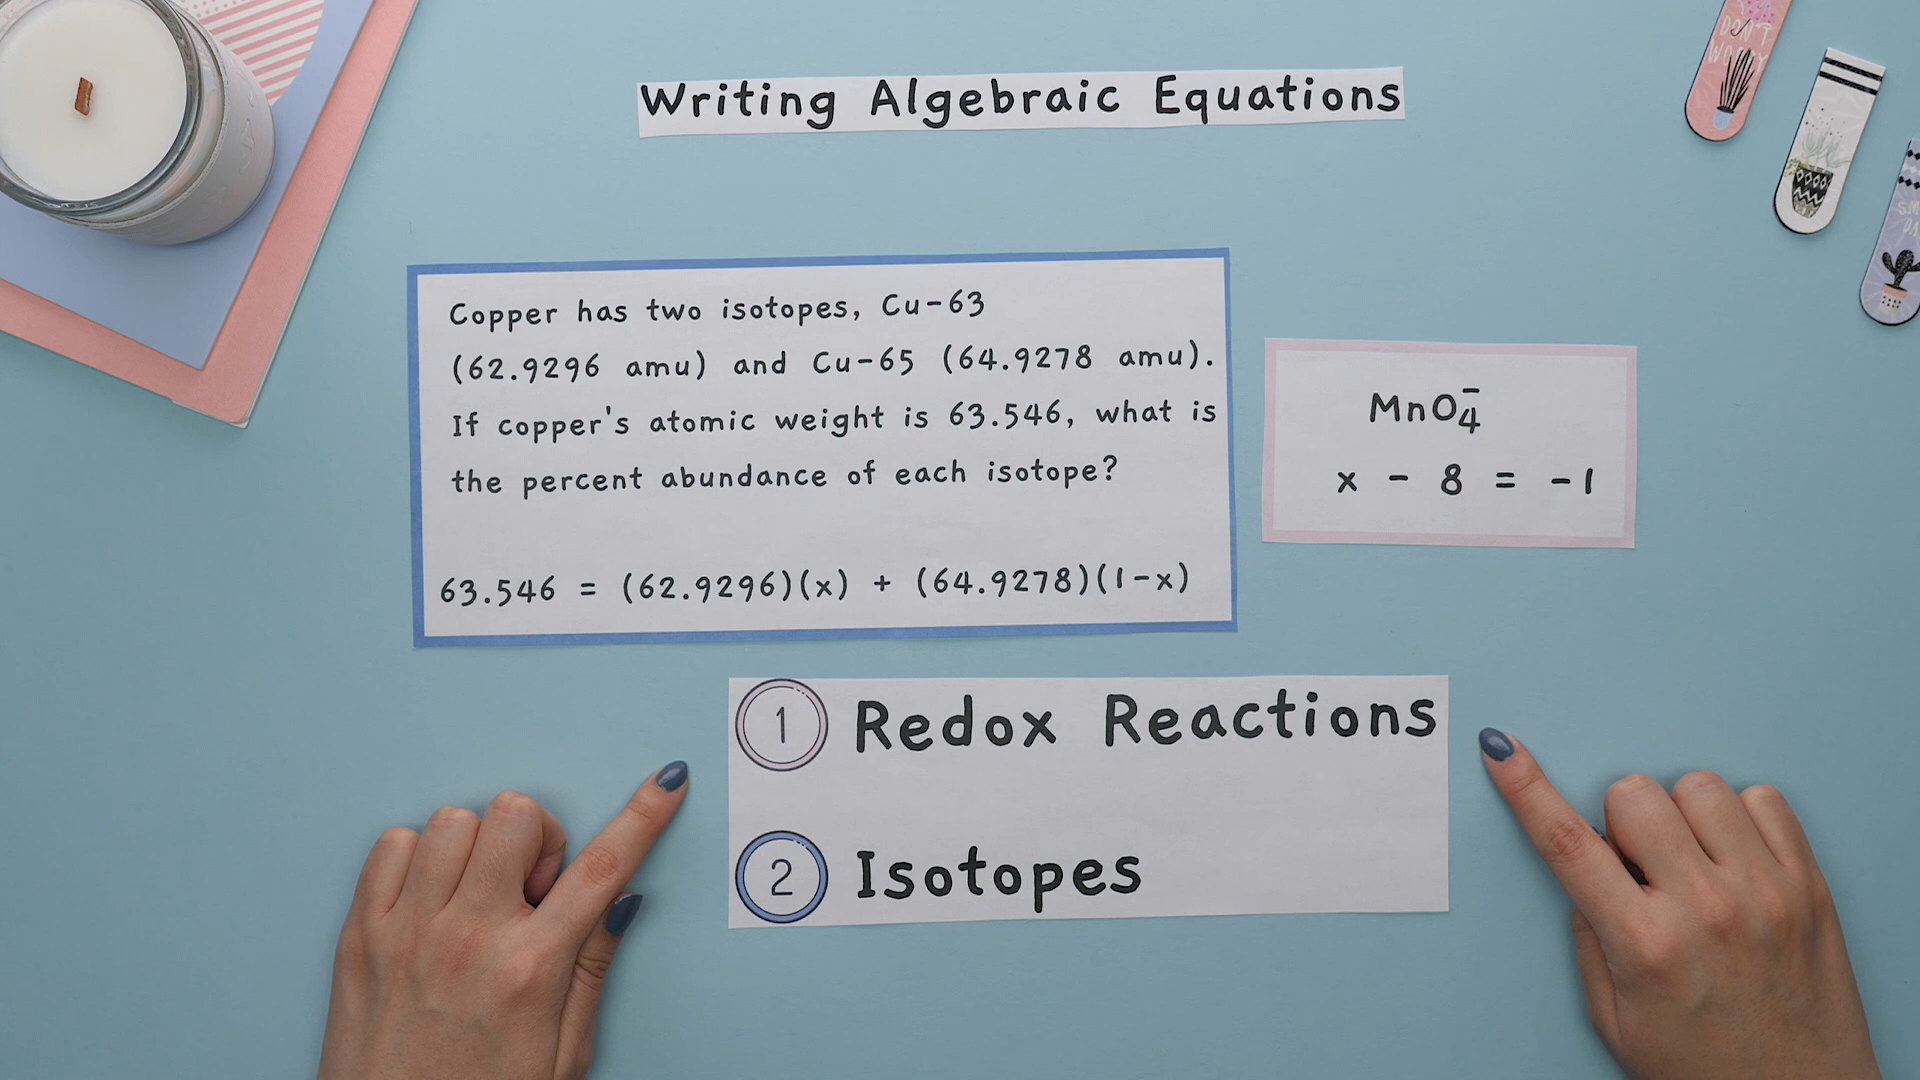 Writing Algebraic Equations
Copper has two isotopes, Cu-63
(62.9296 amu) and Cu-65 (64.9278 amu).
If copper's atomic weight is 63.546, what is
the percent abundance of each isotope?
63.546 = (62.9296)(x) + (64.9278)(1-x)
MnO₄⁻
x - 8 = -1
1 Redox Reactions
2 Isotopes
DON'T
WORRY